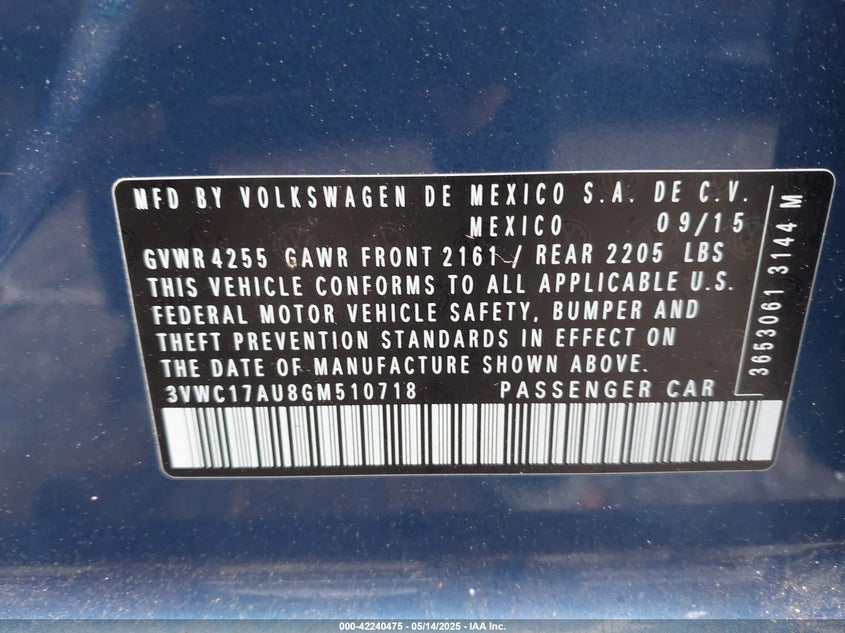 MFD BY VOLKSWAGEN DE MEXICO S.A. DE C.V.
MEXICO 09/15
GVWR 4255 GAWR FRONT 2161 / REAR 2205 LBS
THIS VEHICLE CONFORMS TO ALL APPLICABLE U.S.
FEDERAL MOTOR VEHICLE SAFETY, BUMPER AND
THEFT PREVENTION STANDARDS IN EFFECT ON
THE DATE OF MANUFACTURE SHOWN ABOVE.
3VWC17AU8GM510718 PASSENGER CAR
3653061 3144 M
000-42240475 - 05/14/2025 - IAA Inc.